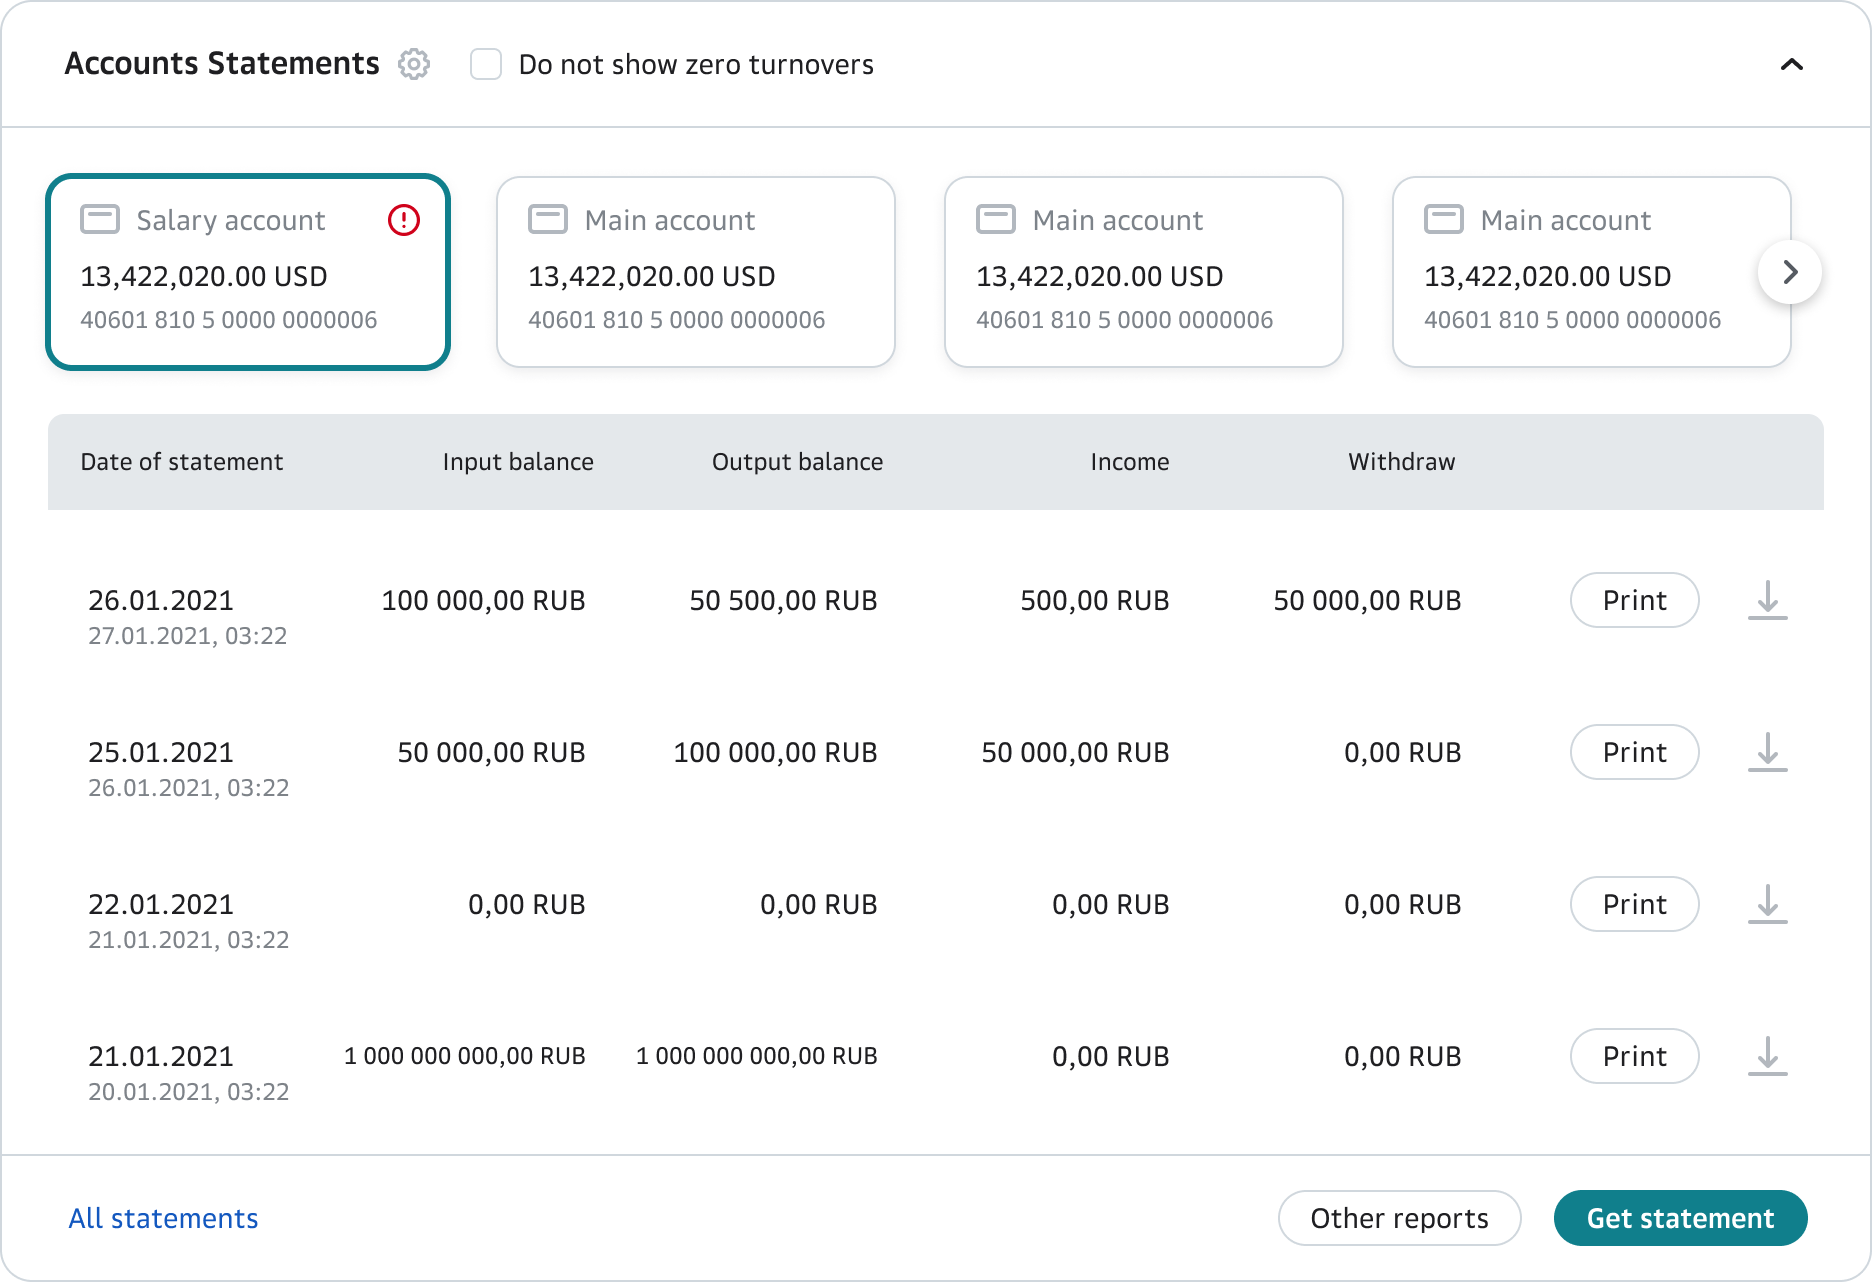 Accounts Statements Do not show zero turnovers
Salary account
13,422,020.00 USD
40601 810 5 0000 0000006
Main account
13,422,020.00 USD
40601 810 5 0000 0000006
Main account
13,422,020.00 USD
40601 810 5 0000 0000006
Main account
13,422,020.00 USD
40601 810 5 0000 0000006
Date of statement Input balance Output balance Income Withdraw
26.01.2021 100 000,00 RUB 50 500,00 RUB 500,00 RUB 50 000,00 RUB Print
27.01.2021, 03:22
25.01.2021 50 000,00 RUB 100 000,00 RUB 50 000,00 RUB 0,00 RUB Print
26.01.2021, 03:22
22.01.2021 0,00 RUB 0,00 RUB 0,00 RUB 0,00 RUB Print
21.01.2021, 03:22
21.01.2021 1 000 000 000,00 RUB 1 000 000 000,00 RUB 0,00 RUB 0,00 RUB Print
20.01.2021, 03:22
All statements Other reports Get statement